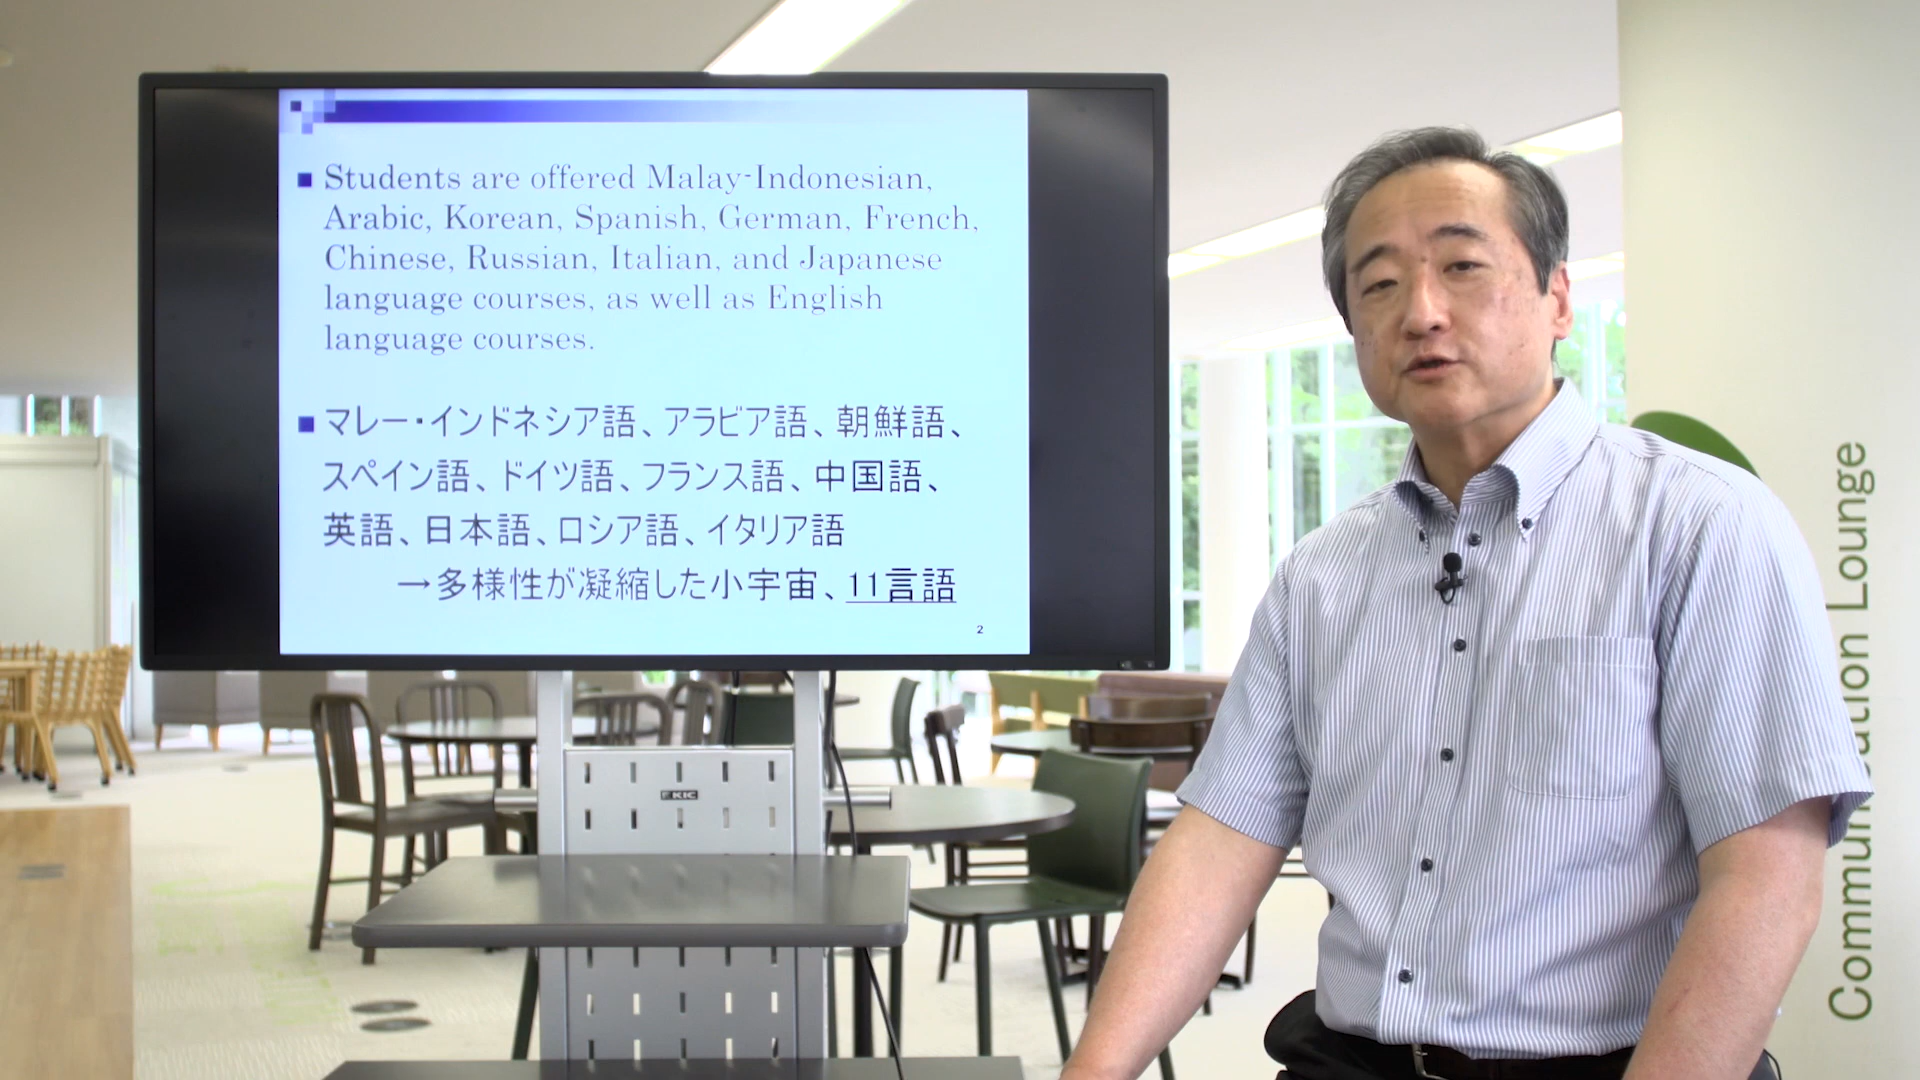 Students are offered Malay-Indonesian,
Arabic, Korean, Spanish, German, French,
Chinese, Russian, Italian, and Japanese
language courses, as well as English
language courses.
マレー・インドネシア語、アラビア語、朝鮮語、
スペイン語、ドイツ語、フランス語、中国語、
英語、日本語、ロシア語、イタリア語
→多様性が凝縮した小宇宙、11言語
2
KIC
Communication Lounge